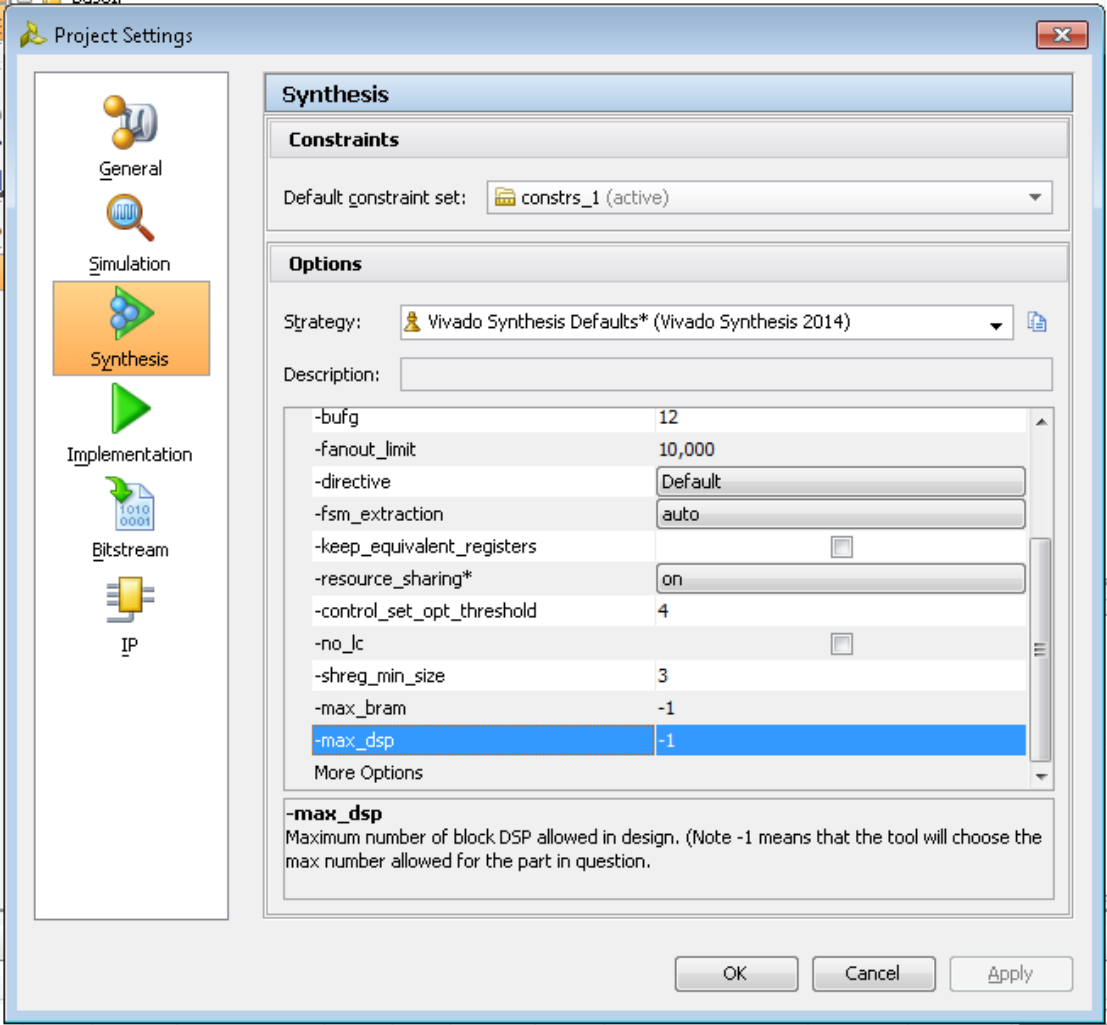 Project Settings
General
Simulation
Synthesis
Implementation
1010
0001
Bitstream
IP
Synthesis
Constraints
Default constraint set: constrs_1 (active)
Options
Strategy: Vivado Synthesis Defaults* (Vivado Synthesis 2014)
Description:
-bufg 12
-fanout_limit 10,000
-directive Default
-fsm_extraction auto
-keep_equivalent_registers
-resource_sharing* on
-control_set_opt_threshold 4
-no_lc
-shreg_min_size 3
-max_bram -1
-max_dsp -1
More Options
-max_dsp
Maximum number of block DSP allowed in design. (Note -1 means that the tool will choose the
max number allowed for the part in question.
OK Cancel Apply